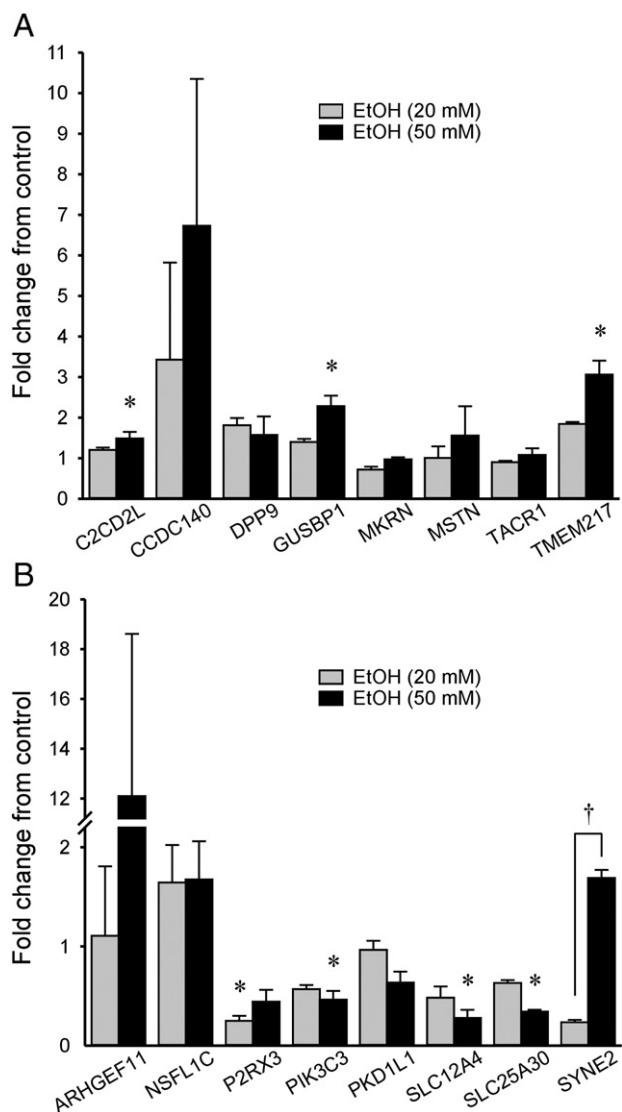 A
Fold change from control
11
10
9
8
7
6
5
4
3
2
1
0
EtOH (20 mM)
EtOH (50 mM)
*
*
*
C2CD2L
CCDC140
DPP9
GUSBP1
MKRN
MSTN
TACR1
TMEM217
B
Fold change from control
20
18
16
14
12
2
1
0
EtOH (20 mM)
EtOH (50 mM)
†
*
*
*
*
ARHGEF11
NSFL1C
P2RX3
PIK3C3
PKD1L1
SLC12A4
SLC25A30
SYNE2